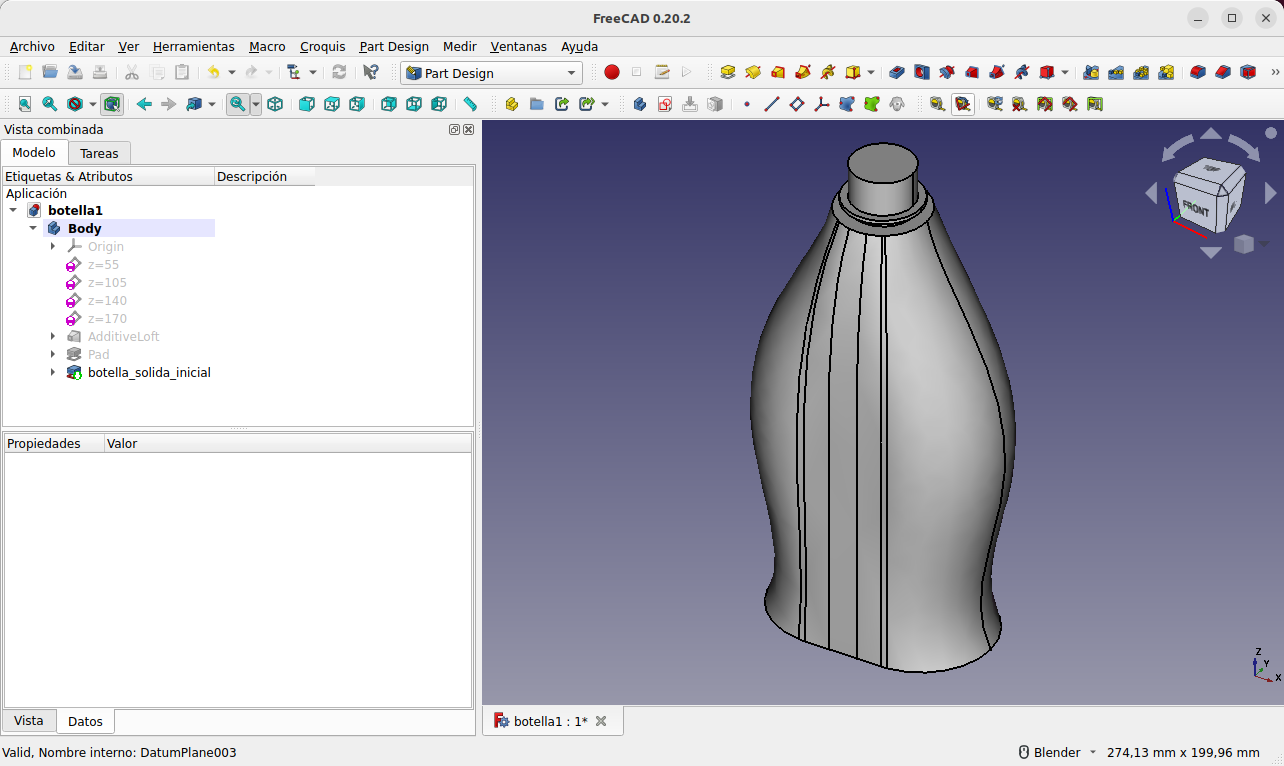 FreeCAD 0.20.2
Archivo Editar Ver Herramientas Macro Croquis Part Design Medir Ventanas Ayuda
Part Design
Vista combinada
Modelo Tareas
Etiquetas & Atributos Descripción
Aplicación
botella1
Body
Origin
z=55
z=105
z=140
z=170
AdditiveLoft
Pad
botella_solida_inicial
Propiedades Valor
Vista Datos
FRONT
Z
Y
X
botella1 : 1*
Valid, Nombre interno: DatumPlane003
Blender
274,13 mm x 199,96 mm